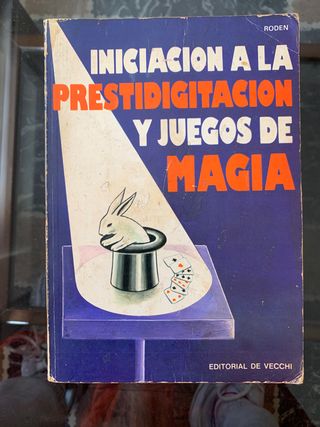 RODEN
INICIACION A LA
PRESTIDIGITACION
Y JUEGOS DE
MAGIA
EDITORIAL DE VECCHI